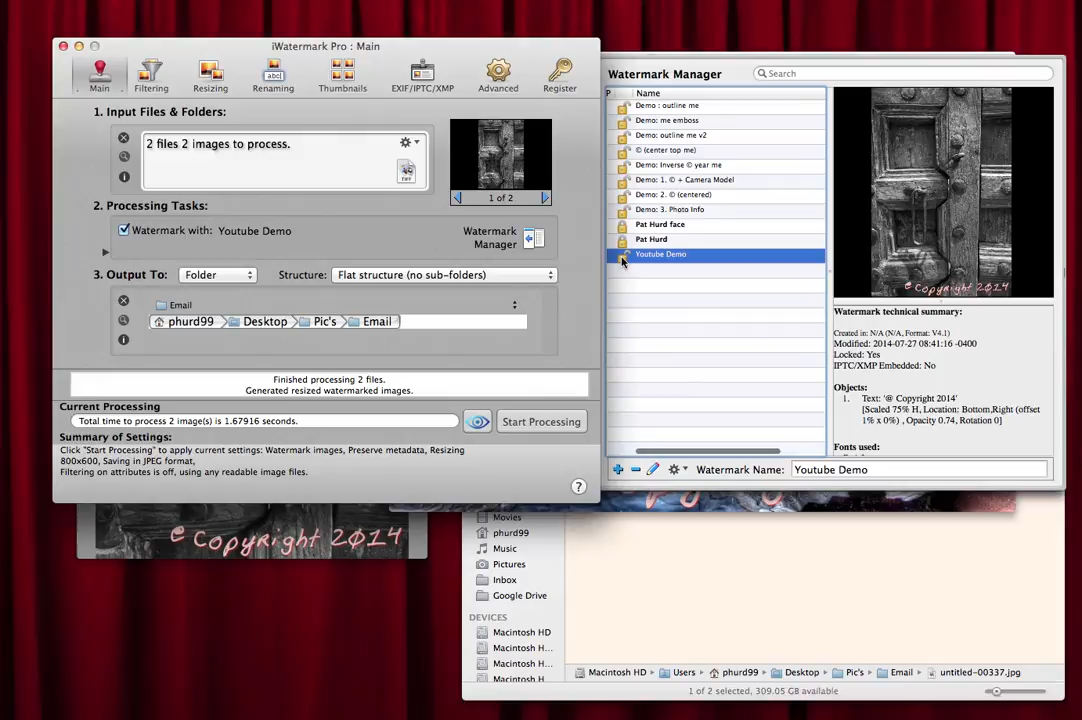 iWatermark Pro : Main
Main
Filtering
Resizing
Renaming
Thumbnails
EXIF/IPTC/XMP
Advanced
Register
1. Input Files & Folders:
2 files 2 images to process.
TIFF
1 of 2
2. Processing Tasks:
Watermark with: Youtube Demo
Watermark
Manager
3. Output To:
Folder
Structure:
Flat structure (no sub-folders)
Email
phurd99
Desktop
Pic's
Email
Finished processing 2 files.
Generated resized watermarked images.
Current Processing
Total time to process 2 image(s) is 1.67916 seconds.
Start Processing
Summary of Settings:
Click "Start Processing" to apply current settings: Watermark images, Preserve metadata, Resizing
800x600, Saving in JPEG format,
Filtering on attributes is off, using any readable image files.
?
Watermark Manager
Search
P
Name
Demo : outline me
Demo: me emboss
Demo: outline me v2
© (center top me)
Demo: Inverse © year me
Demo: 1. © + Camera Model
Demo: 2. © (centered)
Demo: 3. Photo Info
Pat Hurd face
Pat Hurd
Youtube Demo
@ Copyright 2014
Watermark technical summary:
Created in: N/A (N/A, Format: V4.1)
Modified: 2014-07-27 08:41:16 -0400
Locked: Yes
IPTC/XMP Embedded: No
Objects:
1. Text: '@ Copyright 2014'
[Scaled 75% H, Location: Bottom,Right (offset
1% x 0%) , Opacity 0.74, Rotation 0]
Fonts used:
Watermark Name:
Youtube Demo
@ Copyright 2014
Movies
phurd99
Music
Pictures
Inbox
Google Drive
DEVICES
Macintosh HD
Macintosh H...
Macintosh H...
Macintosh H
Macintosh HD
Users
phurd99
Desktop
Pic's
Email
untitled-00337.jpg
1 of 2 selected, 309.05 GB available